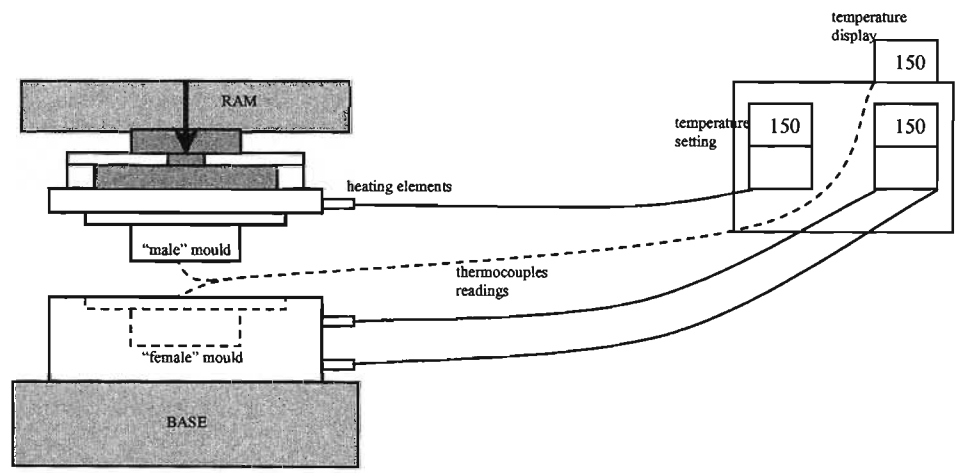 temperature
display
150
RAM
temperature
setting
150
150
heating elements
“male” mould
thermocouples
readings
“female” mould
BASE